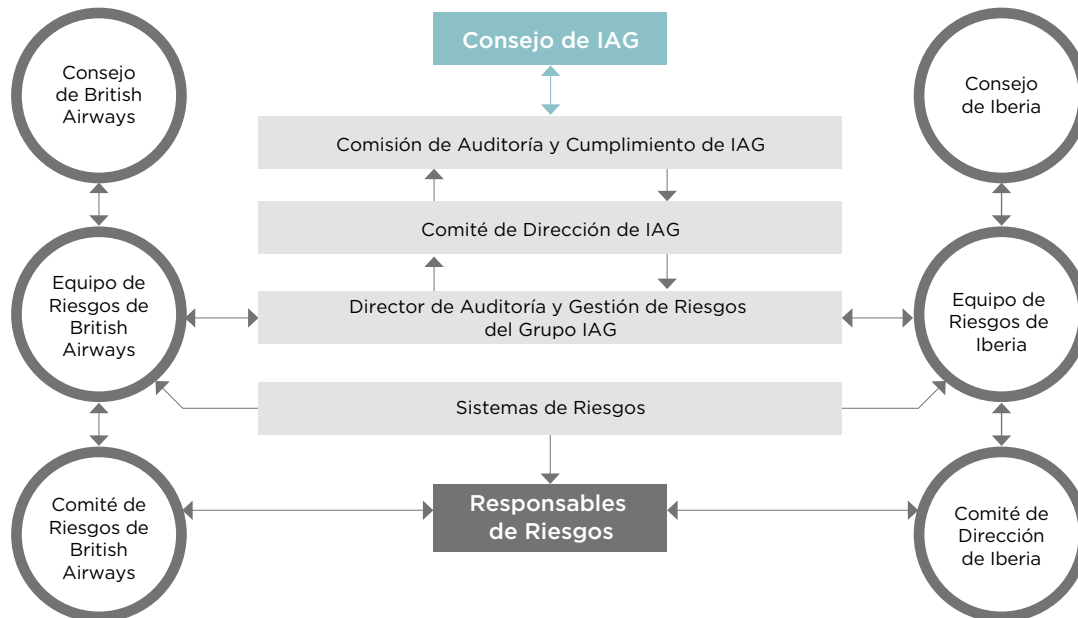 Consejo de IAG
Consejo
de British
Airways
Consejo
de Iberia
Comisión de Auditoría y Cumplimiento de IAG
Comité de Dirección de IAG
Equipo de
Riesgos de
British
Airways
Director de Auditoría y Gestión de Riesgos
del Grupo IAG
Equipo de
Riesgos de
Iberia
Sistemas de Riesgos
Comité de
Riesgos de
British
Airways
Responsables
de Riesgos
Comité de
Dirección
de Iberia